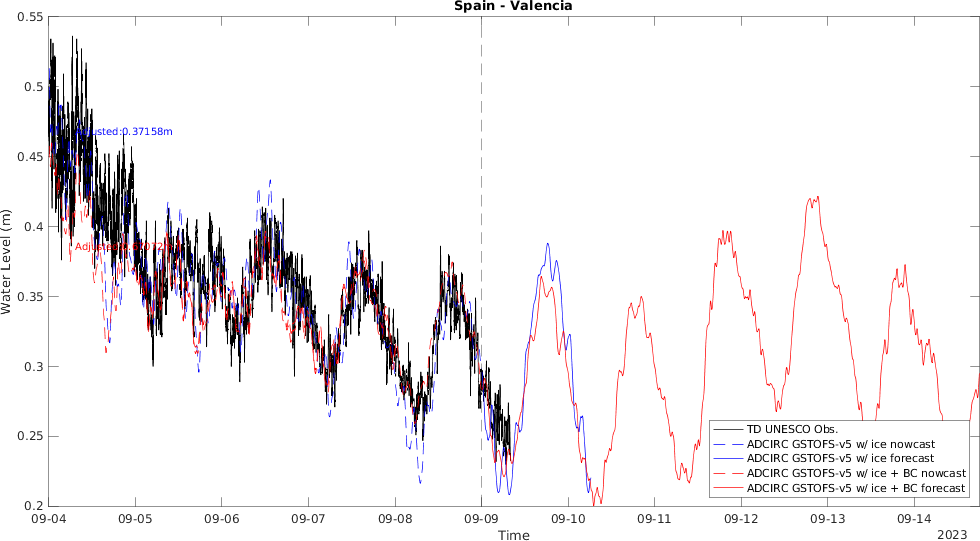 Spain - Valencia
0.55
0.5
0.45
0.4
0.35
0.3
0.25
0.2
Water Level (m)
Adjusted:0.37158m
09-04
09-05
09-06
09-07
09-08
09-09
09-10
09-11
09-12
09-13
09-14
Time
2023
TD UNESCO Obs.
ADCIRC GSTOFS-v5 w/ ice nowcast
ADCIRC GSTOFS-v5 w/ ice forecast
ADCIRC GSTOFS-v5 w/ ice + BC nowcast
ADCIRC GSTOFS-v5 w/ ice + BC forecast